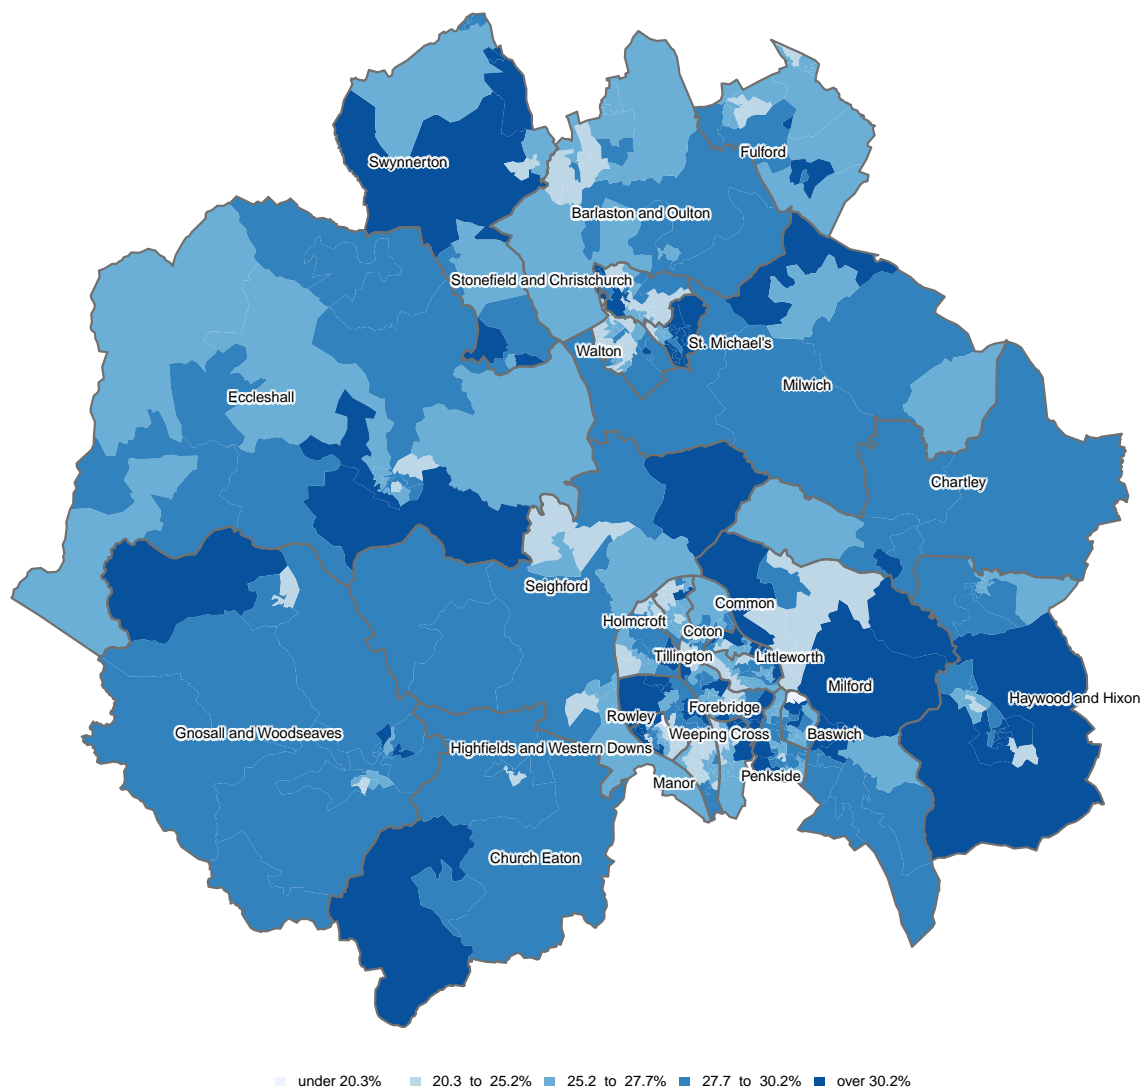 Swynnerton
Fulford
Barlaston and Oulton
Stonefield and Christchurch
St. Michael's
Walton
Milwich
Eccleshall
Chartley
Seighford
Common
Holmcroft
Coton
Tillington
Littleworth
Milford
Haywood and Hixon
Forebridge
Rowley
Gnosall and Woodseaves
Weeping Cross
Baswich
Highfields and Western Downs
Penkside
Manor
Church Eaton
under 20.3% 20.3 to 25.2% 25.2 to 27.7% 27.7 to 30.2% over 30.2%